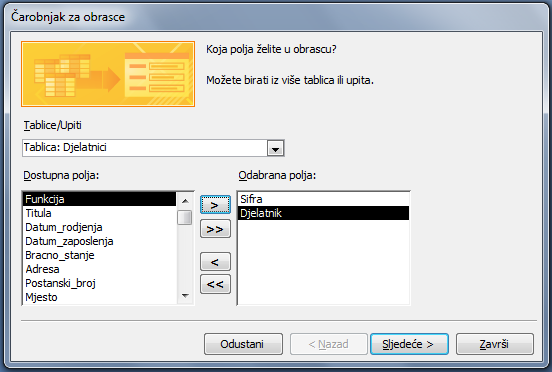 Čarobnjak za obrasce
Koja polja želite u obrascu?
Možete birati iz više tablica ili upita.
Tablice/Upiti
Tablica: Djelatnici
Dostupna polja:
Odabrana polja:
Funkcija
Titula
Datum_rodjenja
Datum_zaposlenja
Bracno_stanje
Adresa
Postanski_broj
Mjesto
>
>>
<
<<
Sifra
Djelatnik
Odustani
< Nazad
Sljedeće >
Završi